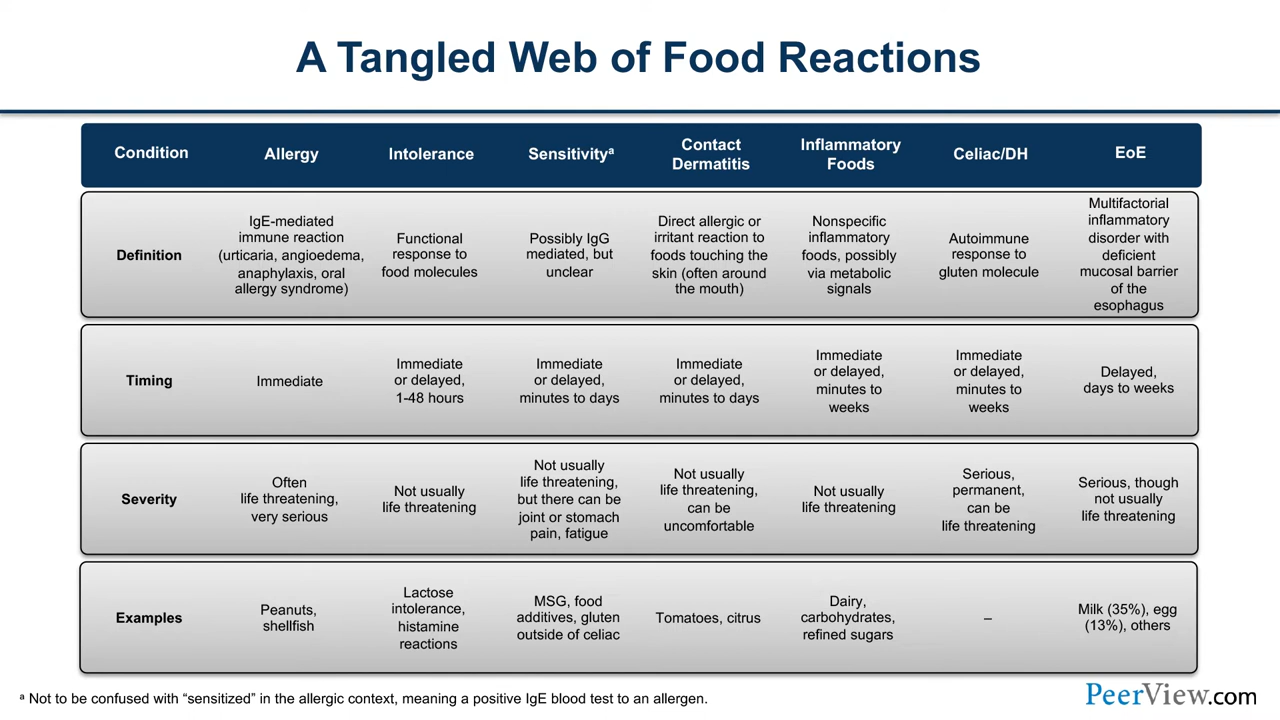 A Tangled Web of Food Reactions
Condition
Allergy
Intolerance
Sensitivityᵃ
Contact
Dermatitis
Inflammatory
Foods
Celiac/DH
EoE
Definition
IgE-mediated
immune reaction
(urticaria, angioedema,
anaphylaxis, oral
allergy syndrome)
Functional
response to
food molecules
Possibly IgG
mediated, but
unclear
Direct allergic or
irritant reaction to
foods touching the
skin (often around
the mouth)
Nonspecific
inflammatory
foods, possibly
via metabolic
signals
Autoimmune
response to
gluten molecule
Multifactorial
inflammatory
disorder with
deficient
mucosal barrier
of the
esophagus
Timing
Immediate
Immediate
or delayed,
1-48 hours
Immediate
or delayed,
minutes to days
Immediate
or delayed,
minutes to days
Immediate
or delayed,
minutes to
weeks
Immediate
or delayed,
minutes to
weeks
Delayed,
days to weeks
Severity
Often
life threatening,
very serious
Not usually
life threatening
Not usually
life threatening,
but there can be
joint or stomach
pain, fatigue
Not usually
life threatening,
can be
uncomfortable
Not usually
life threatening
Serious,
permanent,
can be
life threatening
Serious, though
not usually
life threatening
Examples
Peanuts,
shellfish
Lactose
intolerance,
histamine
reactions
MSG, food
additives, gluten
outside of celiac
Tomatoes, citrus
Dairy,
carbohydrates,
refined sugars
–
Milk (35%), egg
(13%), others
ᵃ Not to be confused with “sensitized” in the allergic context, meaning a positive IgE blood test to an allergen.
PeerView.com